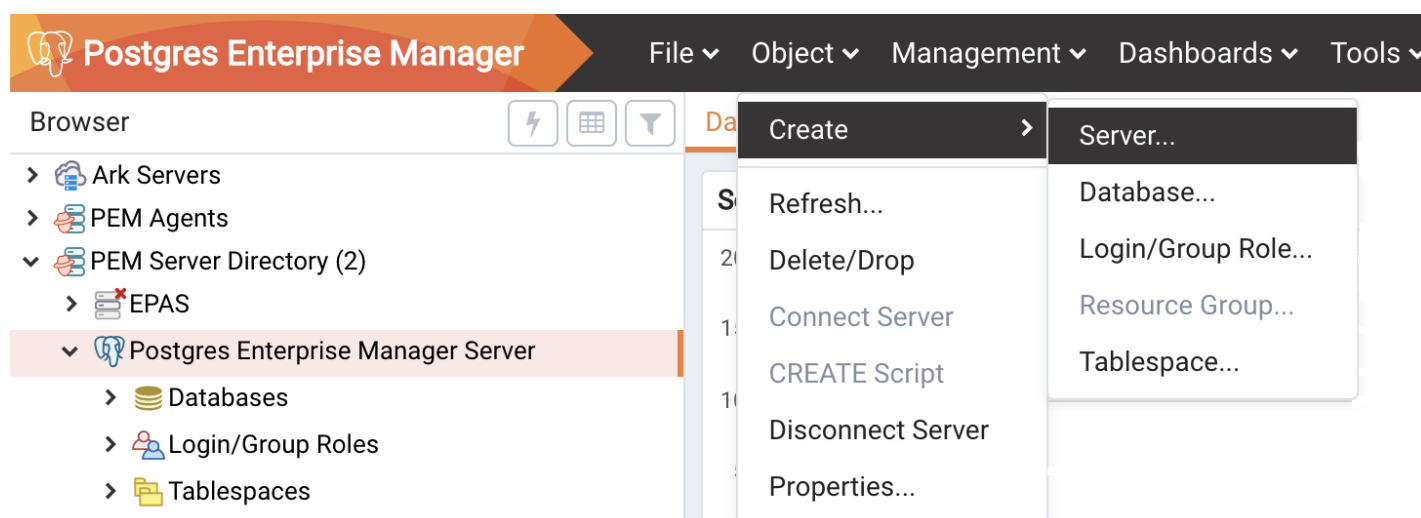 Postgres Enterprise Manager
File Object Management Dashboards Tools
Browser
Ark Servers
PEM Agents
PEM Server Directory (2)
EPAS
Postgres Enterprise Manager Server
Databases
Login/Group Roles
Tablespaces
Da
S
Create
Refresh...
Delete/Drop
Connect Server
CREATE Script
Disconnect Server
Properties...
Server...
Database...
Login/Group Role...
Resource Group...
Tablespace...